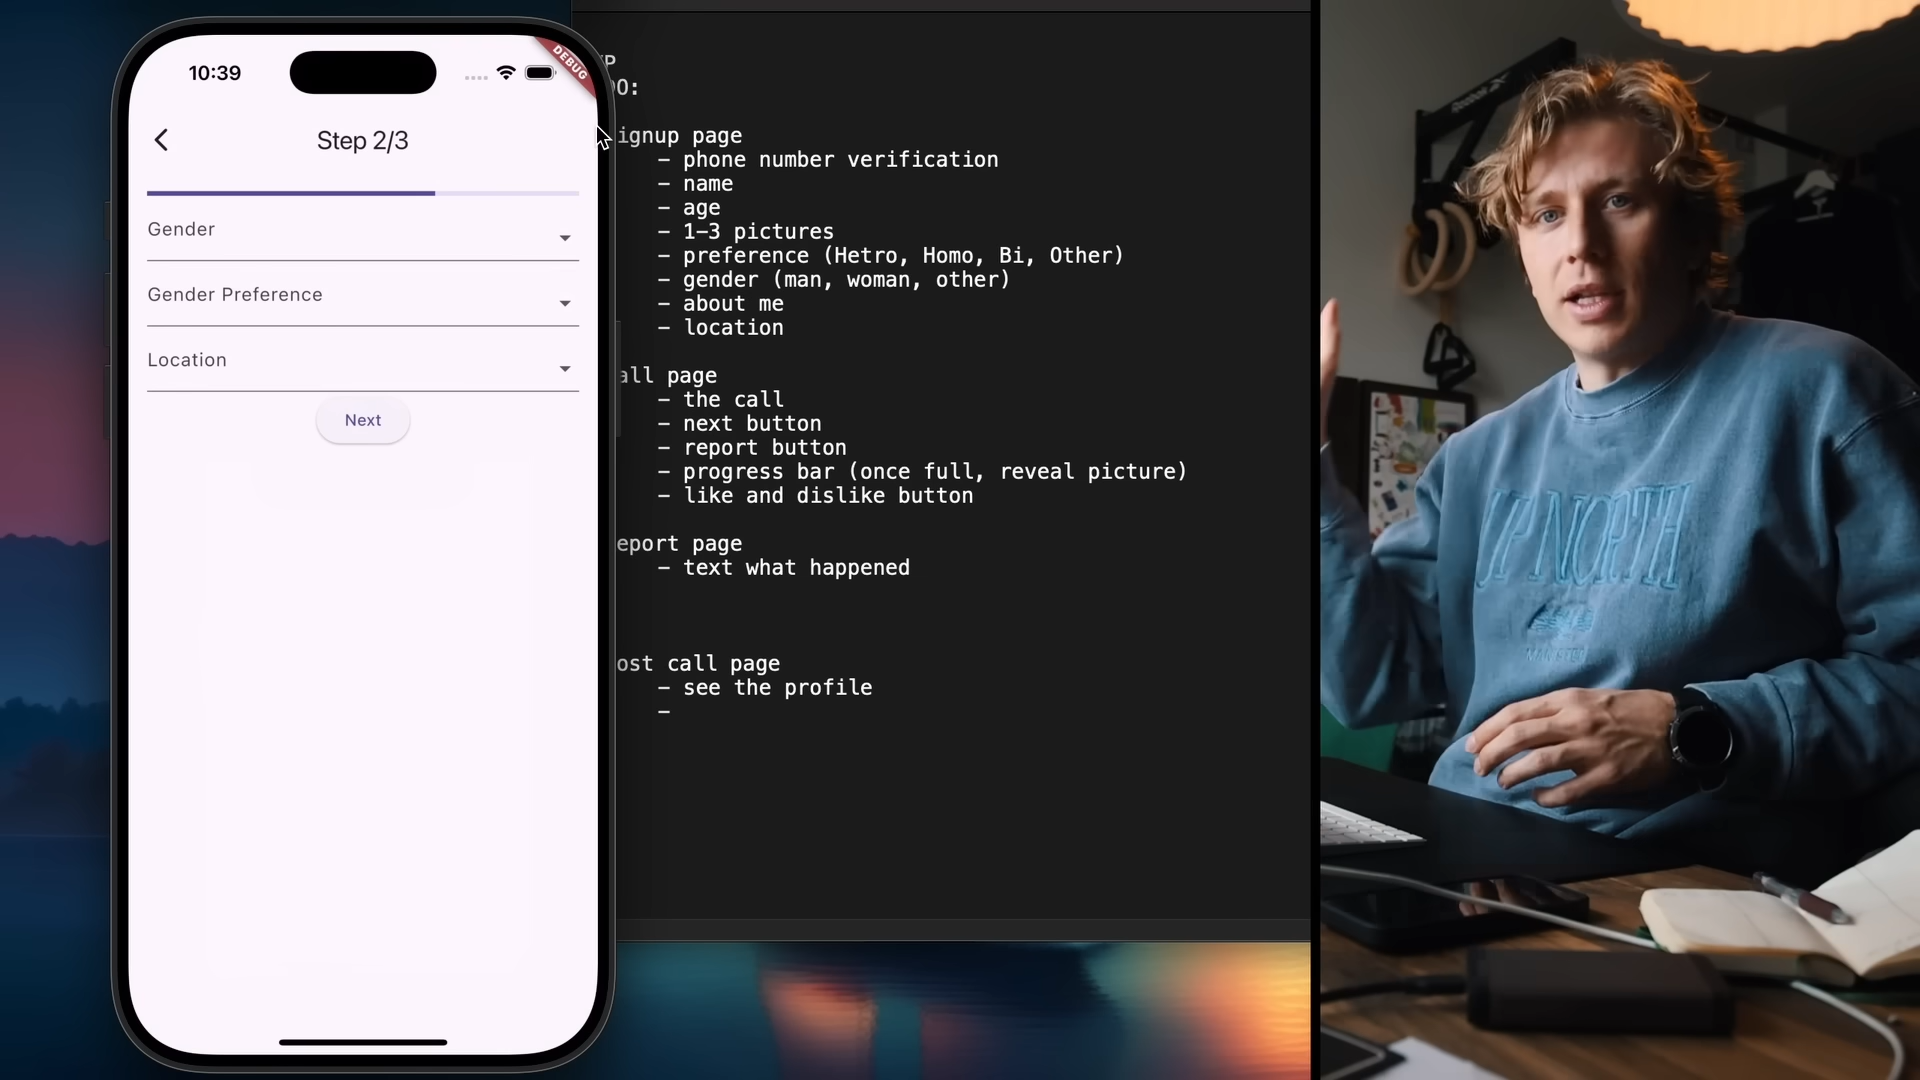 10:39
DEBUG
Step 2/3
Gender
Gender Preference
Location
Next
P
O:
ignup page
– phone number verification
– name
– age
– 1–3 pictures
– preference (Hetro, Homo, Bi, Other)
– gender (man, woman, other)
– about me
– location
all page
– the call
– next button
– report button
– progress bar (once full, reveal picture)
– like and dislike button
eport page
– text what happened
ost call page
– see the profile
–
UP NORTH